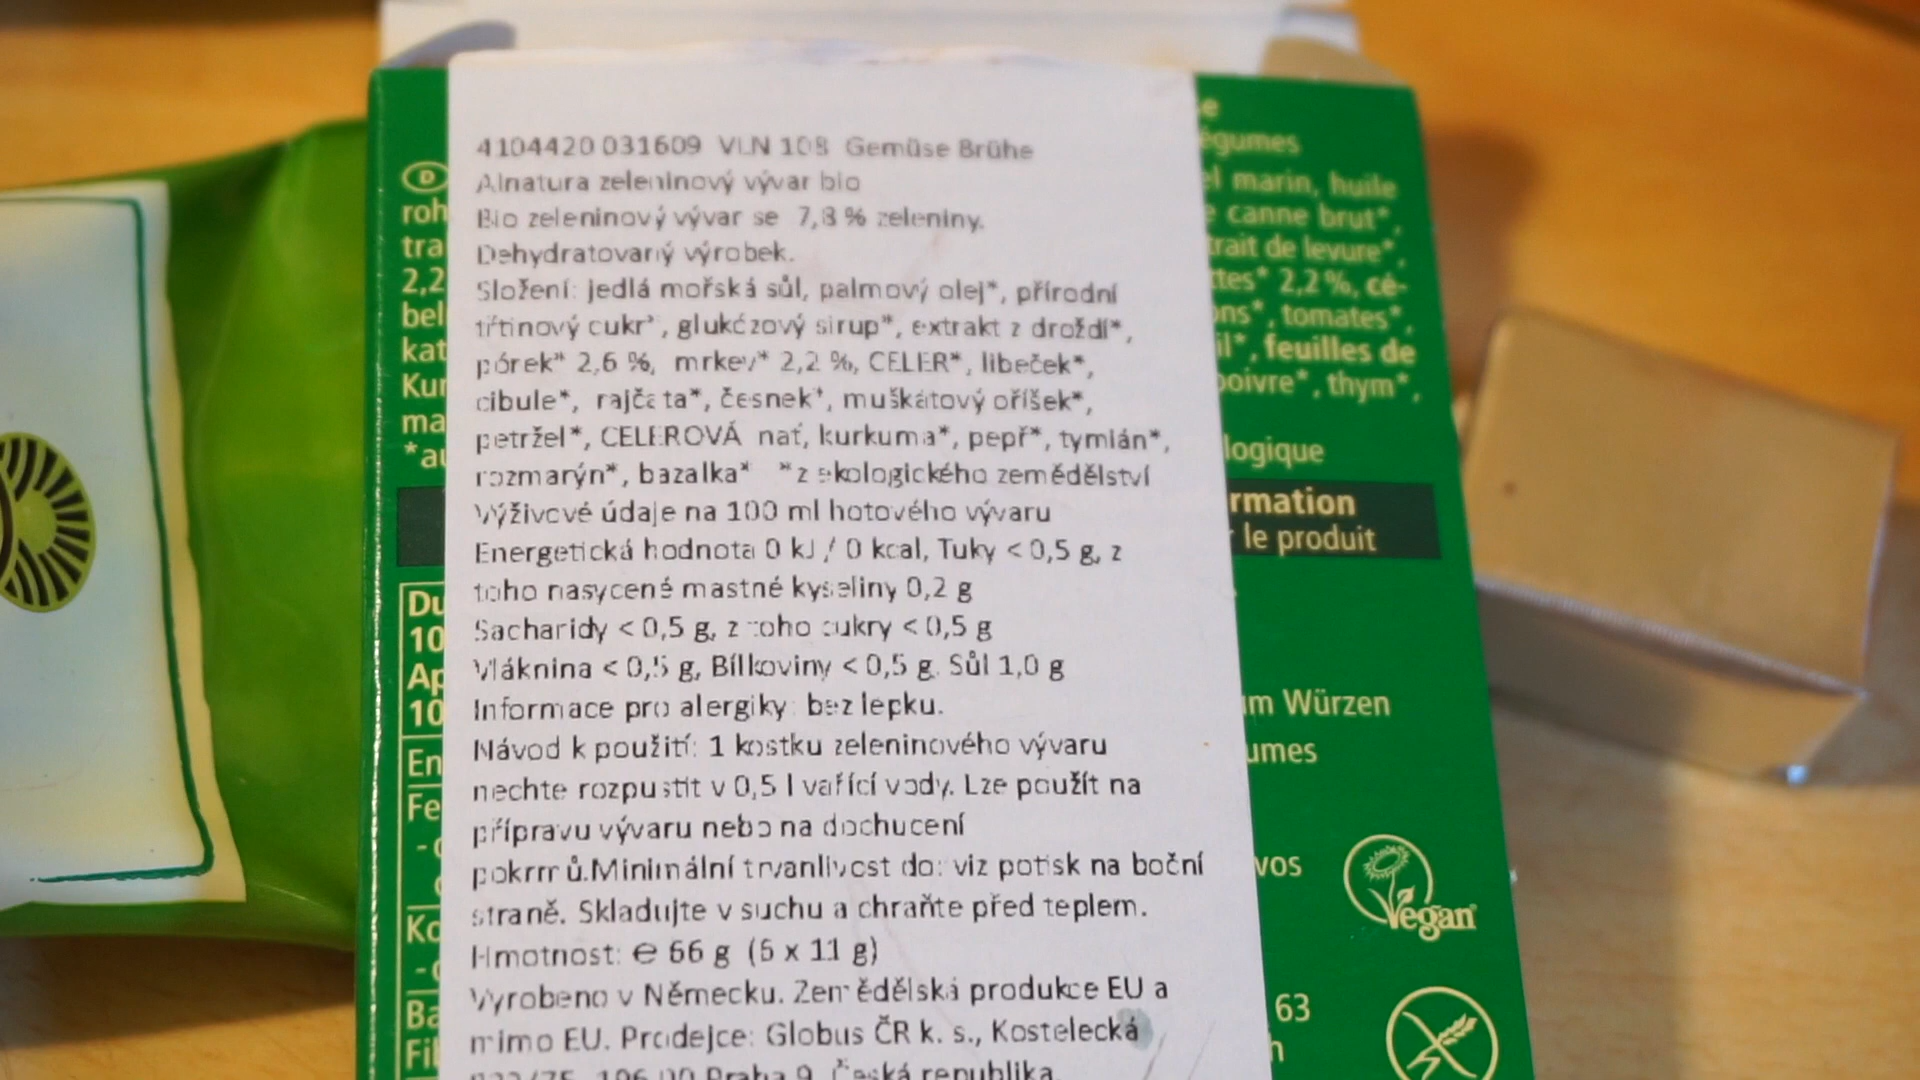 4104420 031609 VLN 108 Gemüse Brühe
Alnatura zeleninový vývar bio
Bio zeleninový vývar se 7,8 % zeleniny.
Dehydratovaný výrobek.
Složení: jedlá mořská sůl, palmový olej*, přírodní
třtinový cukr*, glukózový sirup*, extrakt z droždí*,
pórek* 2,6 %, mrkev* 2,2 %, CELER*, libeček*,
cibule*, rajčata*, česnek*, muškátový oříšek*,
petržel*, CELEROVÁ nať, kurkuma*, pepř*, tymián*,
rozmarýn*, bazalka* *z ekologického zemědělství
Výživové údaje na 100 ml hotového vývaru
Energetická hodnota 0 kJ / 0 kcal, Tuky < 0,5 g, z
toho nasycené mastné kyseliny 0,2 g
Sacharidy < 0,5 g, z toho cukry < 0,5 g
Vláknina < 0,5 g, Bílkoviny < 0,5 g. Sůl 1,0 g
Informace pro alergiky: bez lepku.
Návod k použití: 1 kostku zeleninového vývaru
nechte rozpustit v 0,5 l vařící vody. Lze použít na
přípravu vývaru nebo na dochucení
pokrmů.Minimální trvanlivost do: viz potisk na boční
straně. Skladujte v suchu a chraňte před teplem.
Hmotnost: e 66 g (6 x 11 g)
Vyrobeno v Německu. Zemědělská produkce EU a
mimo EU. Prodejce: Globus ČR k. s., Kostelecká
Praha 9, Česká republika
D
roh
tra
2,2
bel
kat
Kur
ma
*au
Du
10
Ap
10
En
Fe
Ko
Ba
e
égumes
el marin, huile
e canne brut*,
trait de levure*,
ttes* 2,2 %, cé-
ons*, tomates*,
il*, feuilles de
poivre*, thym*,
logique
rmation
r le produit
m Würzen
umes
vos
Vegan
63
h